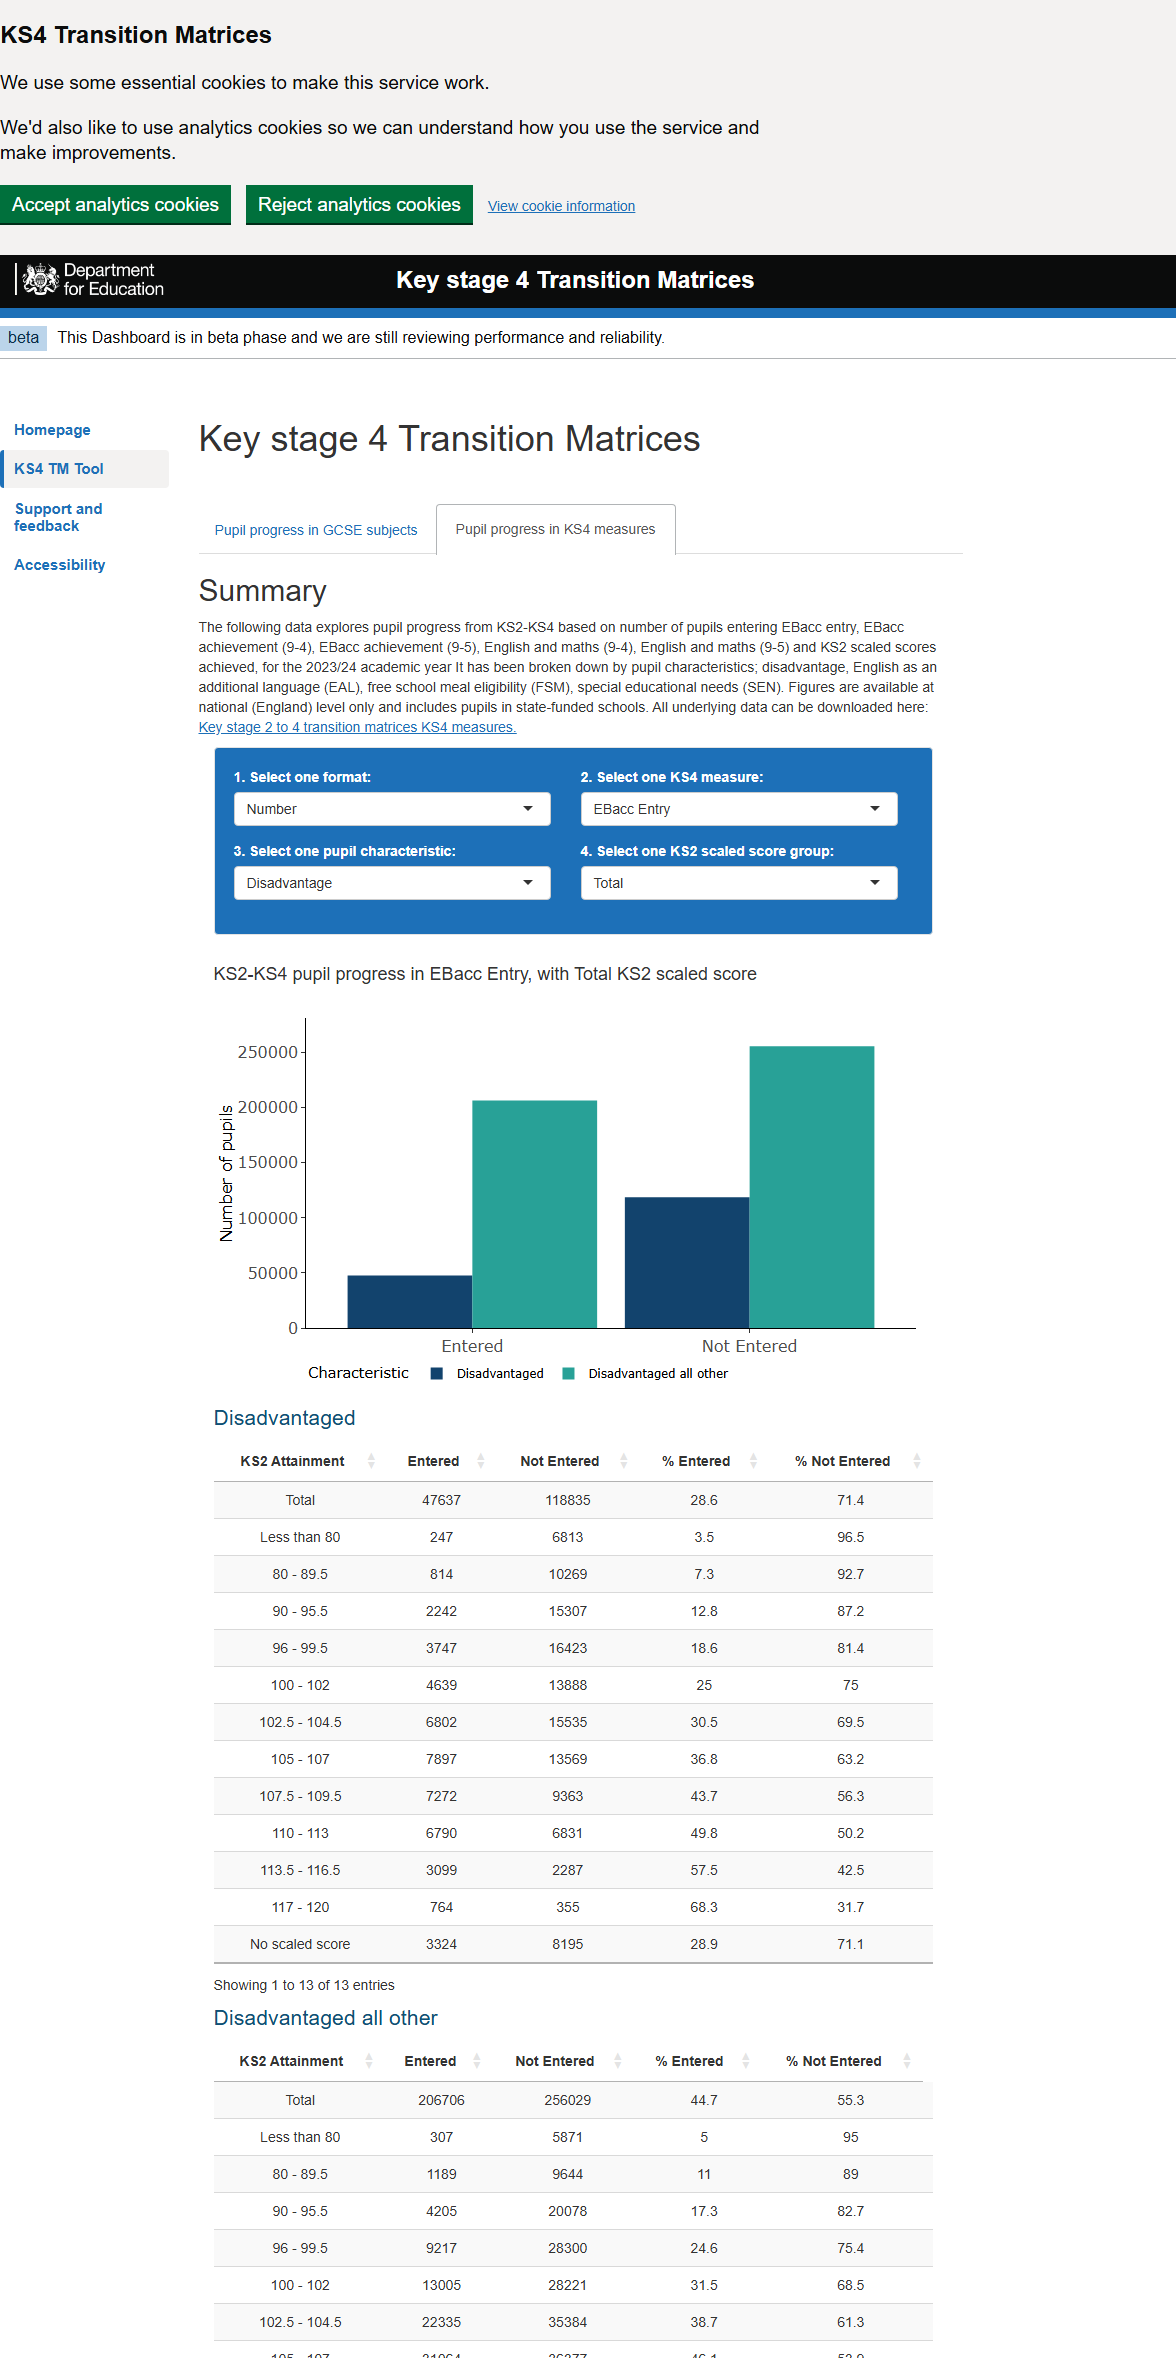 KS4 Transition Matrices
We use some essential cookies to make this service work.
We'd also like to use analytics cookies so we can understand how you use the service and
make improvements.
Accept analytics cookies Reject analytics cookies View cookie information
Department
for Education
Key stage 4 Transition Matrices
beta This Dashboard is in beta phase and we are still reviewing performance and reliability.
Homepage
KS4 TM Tool
Support and
feedback
Accessibility
Key stage 4 Transition Matrices
Pupil progress in GCSE subjects Pupil progress in KS4 measures
Summary
The following data explores pupil progress from KS2-KS4 based on number of pupils entering EBacc entry, EBacc
achievement (9-4), EBacc achievement (9-5), English and maths (9-4), English and maths (9-5) and KS2 scaled scores
achieved, for the 2023/24 academic year It has been broken down by pupil characteristics; disadvantage, English as an
additional language (EAL), free school meal eligibility (FSM), special educational needs (SEN). Figures are available at
national (England) level only and includes pupils in state-funded schools. All underlying data can be downloaded here:
Key stage 2 to 4 transition matrices KS4 measures.
1. Select one format: 2. Select one KS4 measure:
Number EBacc Entry
3. Select one pupil characteristic: 4. Select one KS2 scaled score group:
Disadvantage Total
KS2-KS4 pupil progress in EBacc Entry, with Total KS2 scaled score
Number of pupils
250000
200000
150000
100000
50000
0
Entered Not Entered
Characteristic Disadvantaged Disadvantaged all other
Disadvantaged
KS2 Attainment Entered Not Entered % Entered % Not Entered
Total 47637 118835 28.6 71.4
Less than 80 247 6813 3.5 96.5
80 - 89.5 814 10269 7.3 92.7
90 - 95.5 2242 15307 12.8 87.2
96 - 99.5 3747 16423 18.6 81.4
100 - 102 4639 13888 25 75
102.5 - 104.5 6802 15535 30.5 69.5
105 - 107 7897 13569 36.8 63.2
107.5 - 109.5 7272 9363 43.7 56.3
110 - 113 6790 6831 49.8 50.2
113.5 - 116.5 3099 2287 57.5 42.5
117 - 120 764 355 68.3 31.7
No scaled score 3324 8195 28.9 71.1
Showing 1 to 13 of 13 entries
Disadvantaged all other
KS2 Attainment Entered Not Entered % Entered % Not Entered
Total 206706 256029 44.7 55.3
Less than 80 307 5871 5 95
80 - 89.5 1189 9644 11 89
90 - 95.5 4205 20078 17.3 82.7
96 - 99.5 9217 28300 24.6 75.4
100 - 102 13005 28221 31.5 68.5
102.5 - 104.5 22335 35384 38.7 61.3